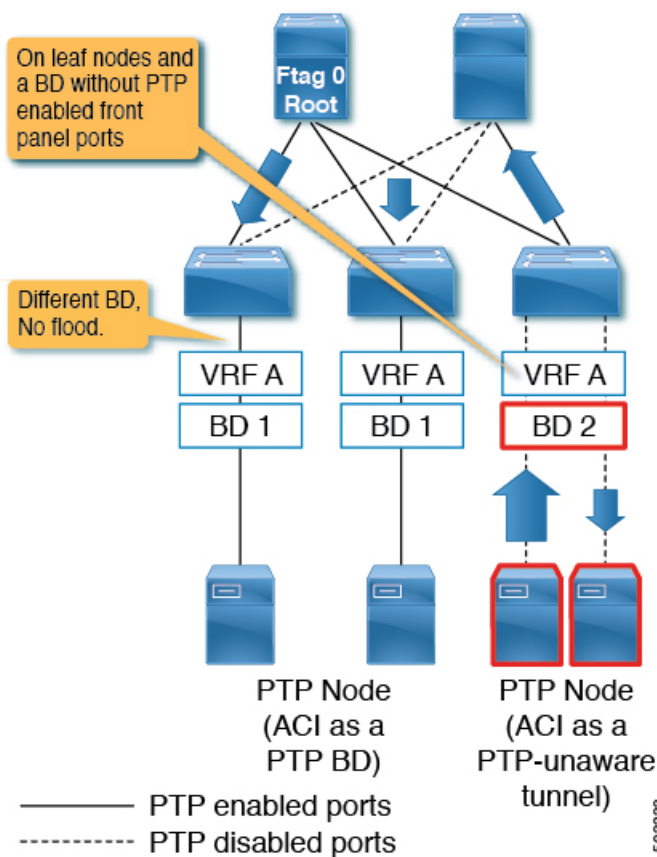 On leaf nodes and
a BD without PTP
enabled front
panel ports
Ftag 0
Root
Different BD,
No flood.
VRF A
VRF A
VRF A
BD 1
BD 1
BD 2
PTP Node
(ACI as a
PTP BD)
PTP Node
(ACI as a
PTP-unaware
tunnel)
PTP enabled ports
PTP disabled ports